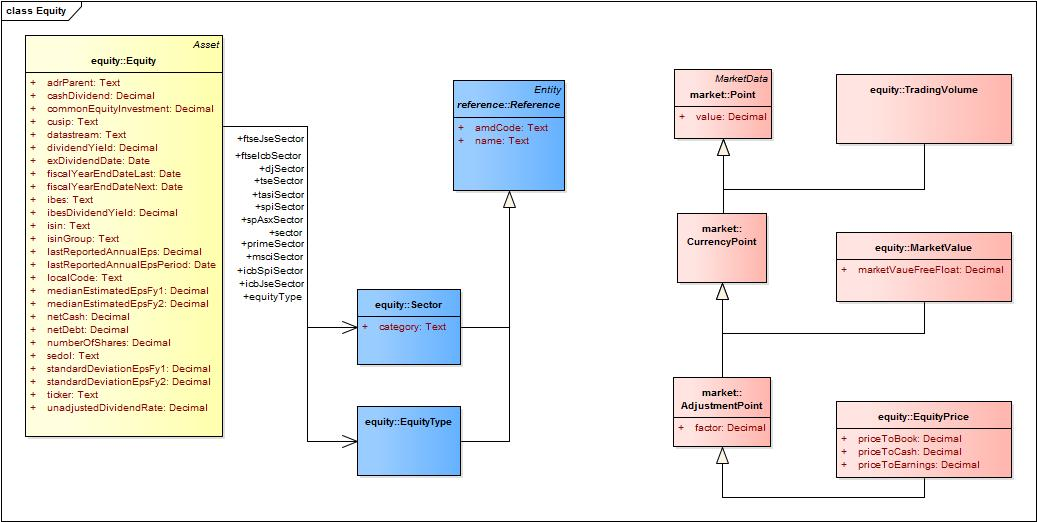 class Equity
Asset
equity::Equity
+ adrParent: Text
+ cashDividend: Decimal
+ commonEquityInvestment: Decimal
+ cusip: Text
+ datastream: Text
+ dividendYield: Decimal
+ exDividendDate: Date
+ fiscalYearEndDateLast: Date
+ fiscalYearEndDateNext: Date
+ ibes: Text
+ ibesDividendYield: Decimal
+ isin: Text
+ isinGroup: Text
+ lastReportedAnnualEps: Decimal
+ lastReportedAnnualEpsPeriod: Date
+ localCode: Text
+ medianEstimatedEpsFy1: Decimal
+ medianEstimatedEpsFy2: Decimal
+ netCash: Decimal
+ netDebt: Decimal
+ numberOfShares: Decimal
+ sedol: Text
+ standardDeviationEpsFy1: Decimal
+ standardDeviationEpsFy2: Decimal
+ ticker: Text
+ unadjustedDividendRate: Decimal
+ftseJseSector
+ftseIcbSector
+djSector
+tseSector
+tasiSector
+spiSector
+spAsxSector
+sector
+primeSector
+msciSector
+icbSpiSector
+icbJseSector
+equityType
Entity
reference::Reference
+ amdCode: Text
+ name: Text
equity::Sector
+ category: Text
equity::EquityType
MarketData
market::Point
+ value: Decimal
equity::TradingVolume
market::
CurrencyPoint
equity::MarketValue
+ marketVaueFreeFloat: Decimal
market::
AdjustmentPoint
+ factor: Decimal
equity::EquityPrice
+ priceToBook: Decimal
+ priceToCash: Decimal
+ priceToEarnings: Decimal